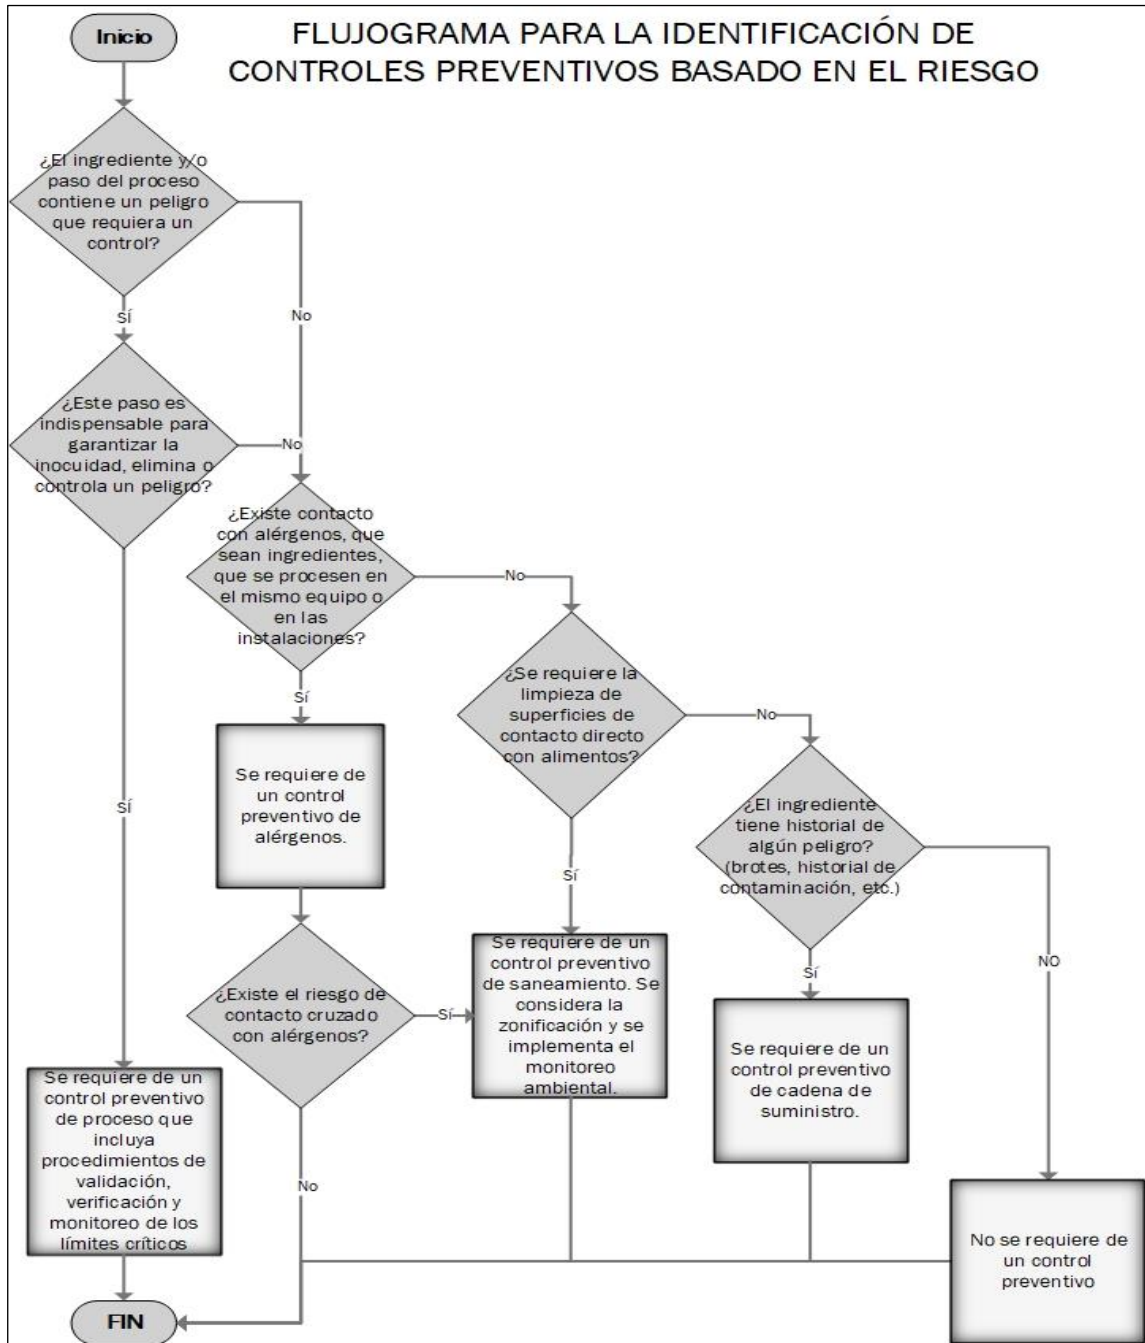 Inicio
FLUJOGRAMA PARA LA IDENTIFICACIÓN DE
CONTROLES PREVENTIVOS BASADO EN EL RIESGO
¿El ingrediente y/o
paso del proceso
contiene un peligro
que requiera un
control?
Sí
No
¿Este paso es
indispensable para
garantizar la
inocuidad, elimina o
controla un peligro?
No
¿Existe contacto
con alérgenos, que
sean ingredientes,
que se procesen en
el mismo equipo o
en las
instalaciones?
No
¿Se requiere la
limpieza de
superficies de
contacto directo
con alimentos?
No
Sí
Se requiere de
un control
preventivo de
alérgenos.
Sí
¿El ingrediente
tiene historial de
algún peligro?
(brotes, historial de
contaminación, etc.)
Sí
¿Existe el riesgo de
contacto cruzado
con alérgenos?
Sí
Se requiere de un
control preventivo
de saneamiento. Se
considera la
zonificación y se
implementa el
monitoreo
ambiental.
Sí
NO
Se requiere de un
control preventivo
de cadena de
suministro.
Se requiere de un
control preventivo
de proceso que
incluya
procedimientos de
validación,
verificación y
monitoreo de los
límites críticos
No
No se requiere de
un control
preventivo
FIN